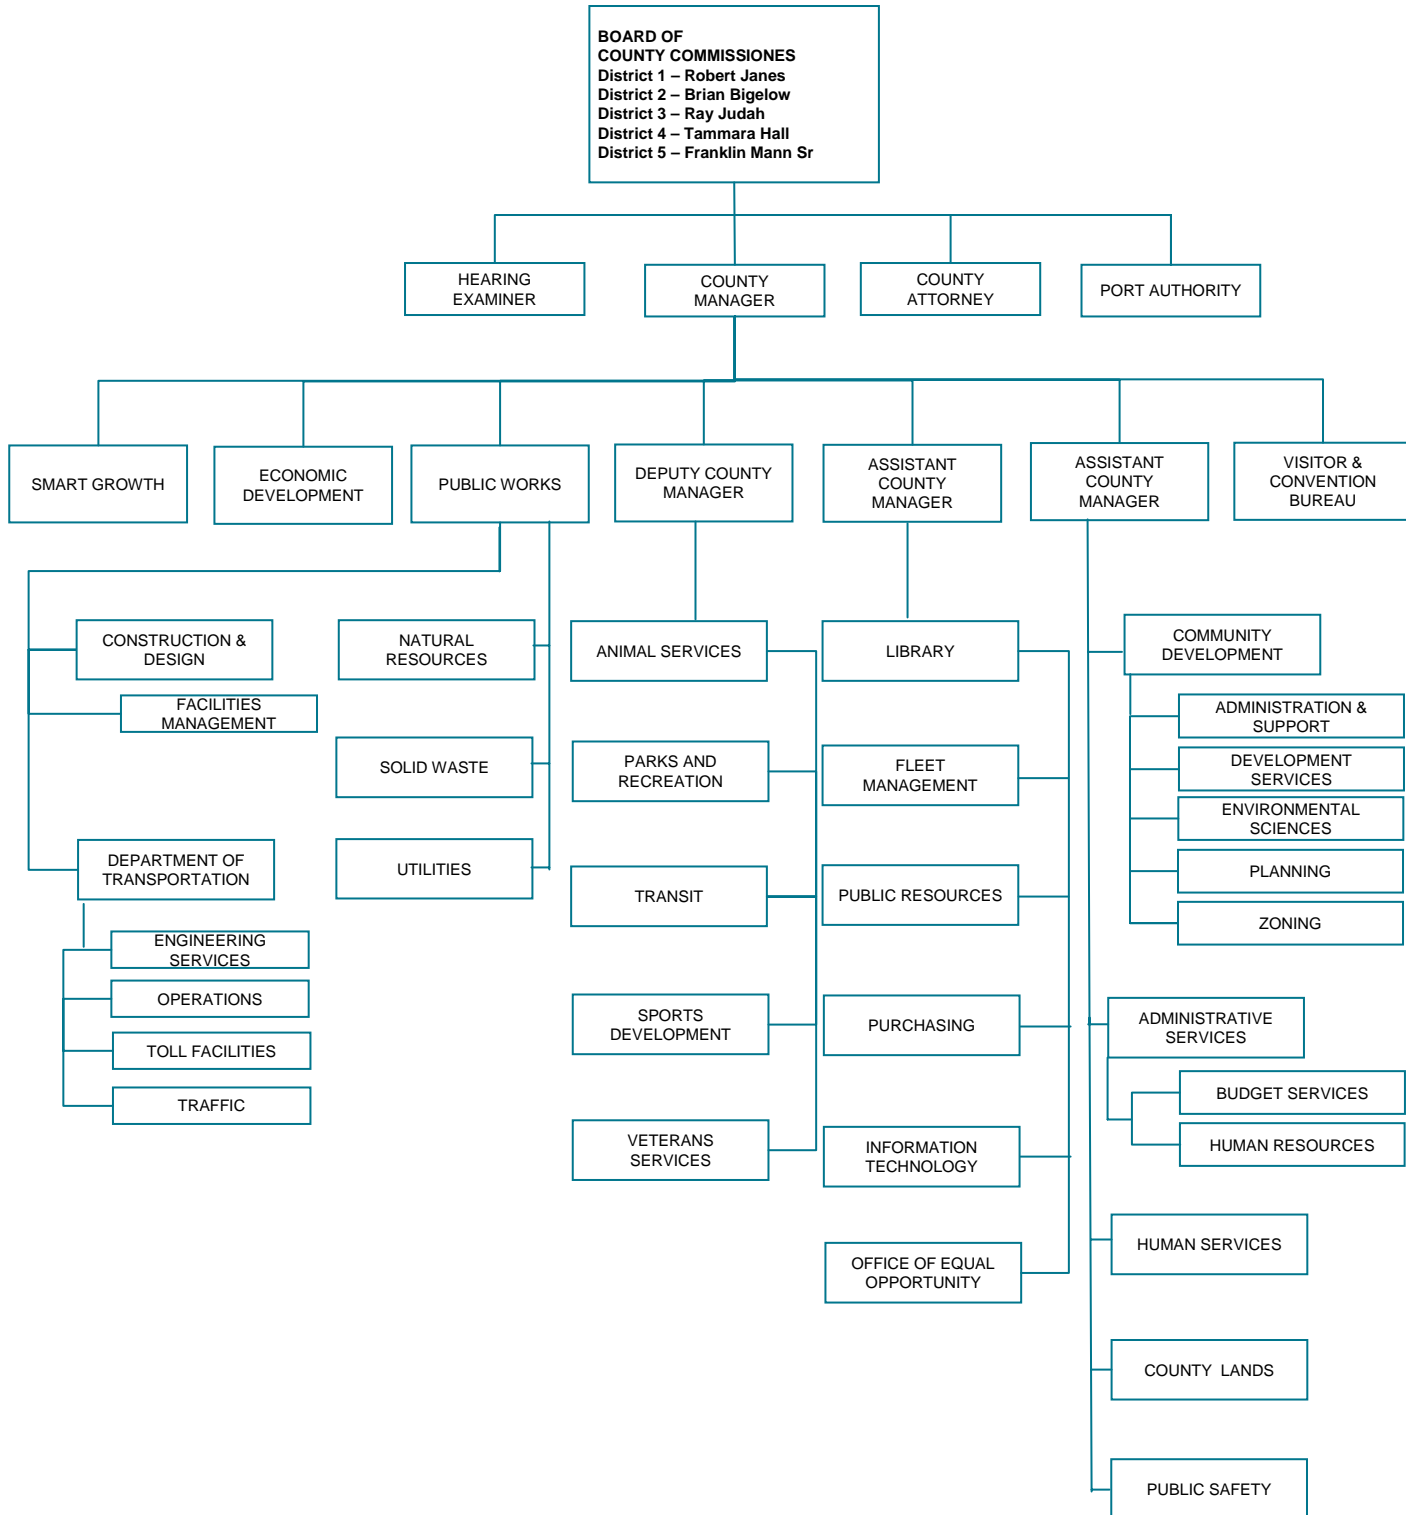 BOARD OF
COUNTY COMMISSIONES
District 1 – Robert Janes
District 2 – Brian Bigelow
District 3 – Ray Judah
District 4 – Tammara Hall
District 5 – Franklin Mann Sr
HEARING
EXAMINER
COUNTY
MANAGER
COUNTY
ATTORNEY
PORT AUTHORITY
SMART GROWTH
ECONOMIC
DEVELOPMENT
PUBLIC WORKS
DEPUTY COUNTY
MANAGER
ASSISTANT
COUNTY
MANAGER
ASSISTANT
COUNTY
MANAGER
VISITOR &
CONVENTION
BUREAU
CONSTRUCTION &
DESIGN
FACILITIES
MANAGEMENT
DEPARTMENT OF
TRANSPORTATION
ENGINEERING
SERVICES
OPERATIONS
TOLL FACILITIES
TRAFFIC
NATURAL
RESOURCES
SOLID WASTE
UTILITIES
ANIMAL SERVICES
PARKS AND
RECREATION
TRANSIT
SPORTS
DEVELOPMENT
VETERANS
SERVICES
LIBRARY
FLEET
MANAGEMENT
PUBLIC RESOURCES
PURCHASING
INFORMATION
TECHNOLOGY
OFFICE OF EQUAL
OPPORTUNITY
COMMUNITY
DEVELOPMENT
ADMINISTRATION &
SUPPORT
DEVELOPMENT
SERVICES
ENVIRONMENTAL
SCIENCES
PLANNING
ZONING
ADMINISTRATIVE
SERVICES
BUDGET SERVICES
HUMAN RESOURCES
HUMAN SERVICES
COUNTY LANDS
PUBLIC SAFETY